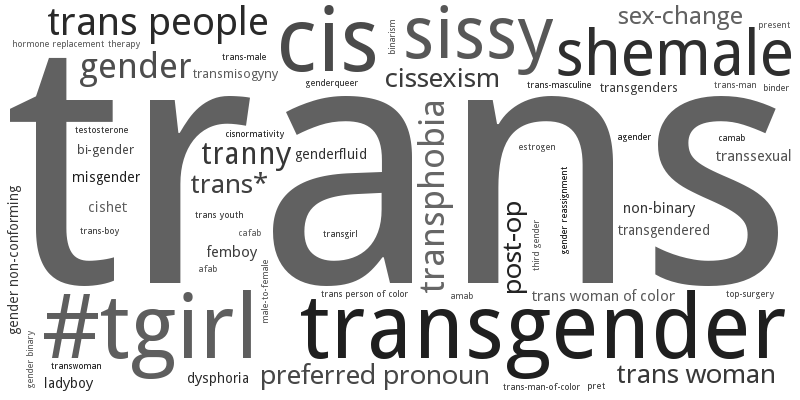 trans people
cis
binarism
sissy
sex-change
present
hormone replacement therapy
gender
trans-male
transmisogyny
genderqueer
cissexism
shemale
trans-masculine
transgenders
trans-man
binder
trans
testosterone
bi-gender
misgender
cishet
trans-boy
cisnormativity
tranny
genderfluid
trans*
trans youth
cafab
femboy
afab
transgirl
transphobia
estrogen
agender
camab
transsexual
non-binary
transgendered
post-op
third gender
gender reassignment
gender non-conforming
male-to-female
trans person of color
amab
trans woman of color
top-surgery
#tgirl
transgender
gender binary
transwoman
ladyboy
dysphoria
preferred pronoun
trans-man-of-color
pret
trans woman